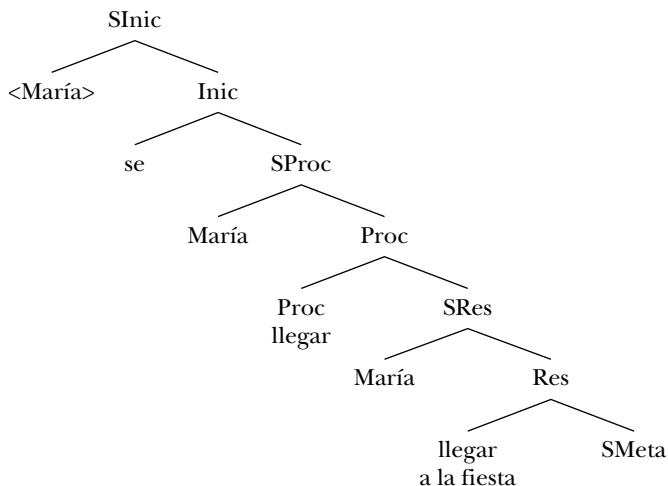 SInic
<María> Inic
se SProc
María Proc
Proc SRes
llegar
María Res
llegar SMeta
a la fiesta